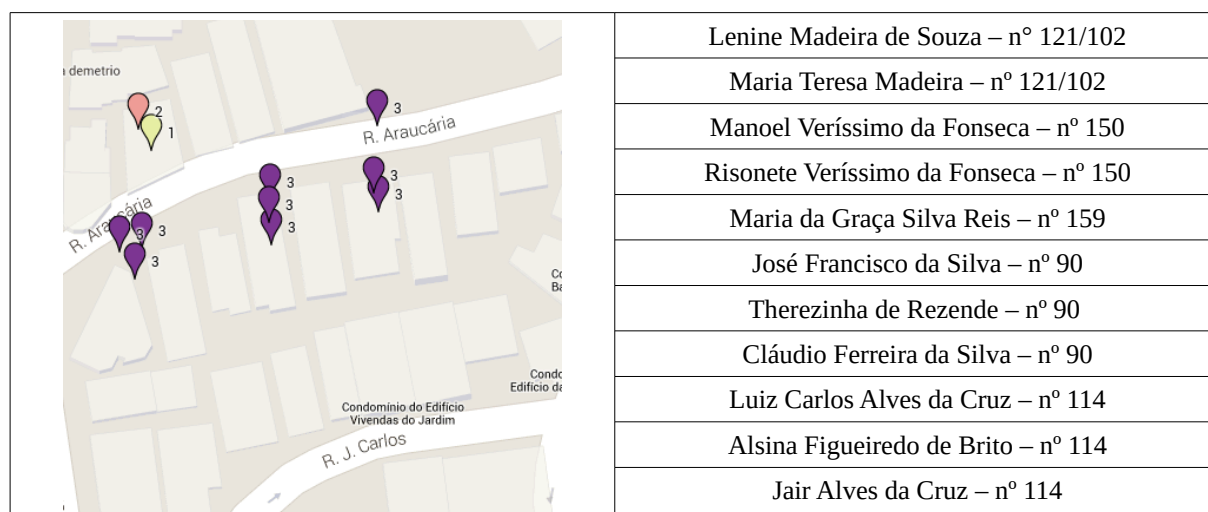 a demetrio
2
1
3
R. Araucária
3
3
3
3
3
R. Araucária
3
3
3
Condomínio do Edifício
Vivendas do Jardim
R. J. Carlos
Edifício da
Lenine Madeira de Souza – n° 121/102
Maria Teresa Madeira – nº 121/102
Manoel Veríssimo da Fonseca – nº 150
Risonete Veríssimo da Fonseca – nº 150
Maria da Graça Silva Reis – nº 159
José Francisco da Silva – nº 90
Therezinha de Rezende – nº 90
Cláudio Ferreira da Silva – nº 90
Luiz Carlos Alves da Cruz – nº 114
Alsina Figueiredo de Brito – nº 114
Jair Alves da Cruz – nº 114